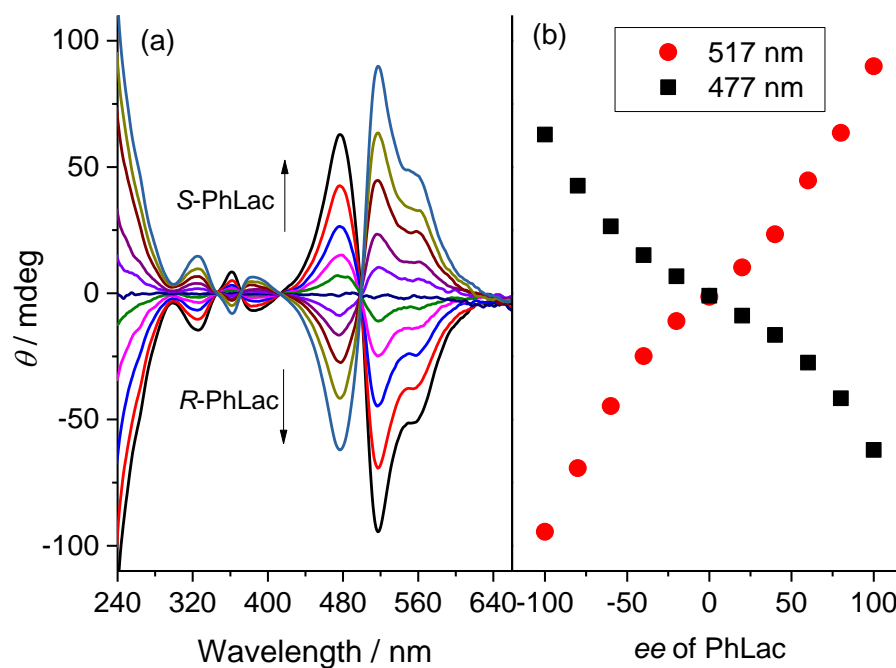 (a)
(b)
517 nm
477 nm
S-PhLac
R-PhLac
θ / mdeg
100
50
0
-50
-100
240 320 400 480 560 640
-100 -50 0 50 100
Wavelength / nm
ee of PhLac